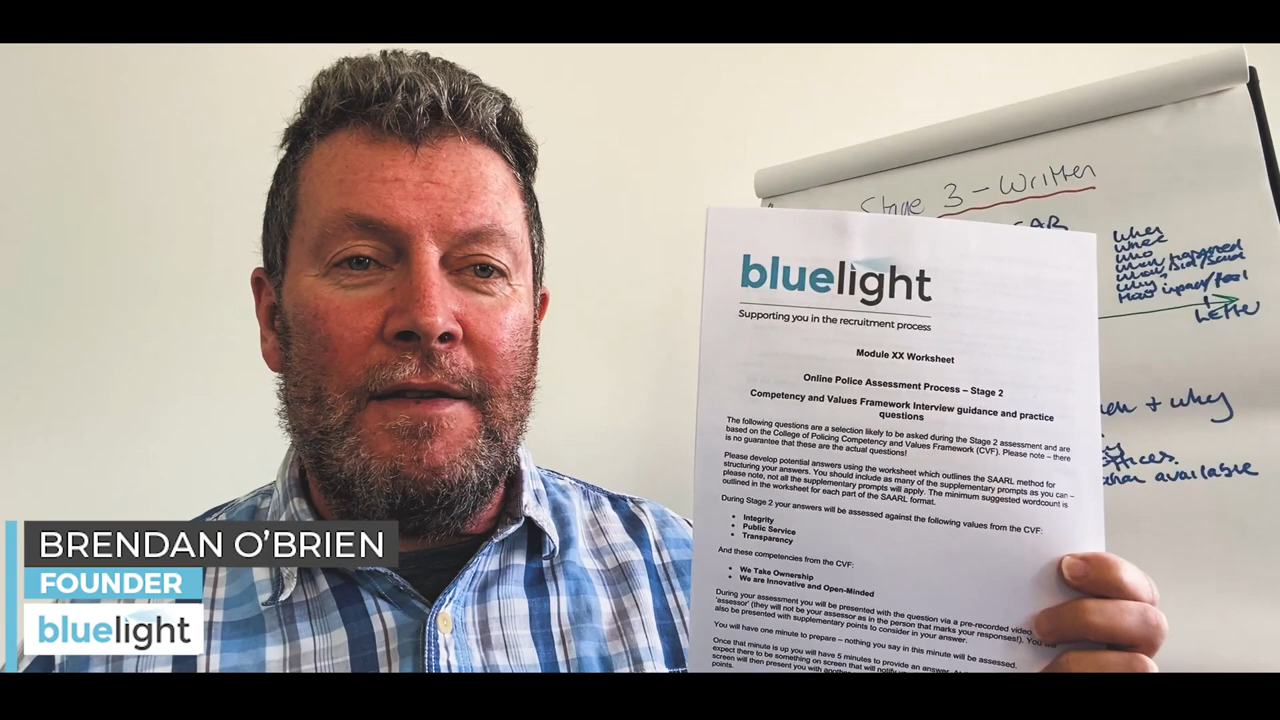 Stage 3 - Written
When
Where
Who
Why?
LETTER
bluelight
Supporting you in the recruitment process
Module XX Worksheet
Online Police Assessment Process – Stage 2
Competency and Values Framework Interview guidance and practice
questions
The following questions are a selection likely to be asked during the Stage 2 assessment and are
based on the College of Policing Competency and Values Framework (CVF). Please note – there
is no guarantee that these are the actual questions!
Please develop potential answers using the worksheet which outlines the SAARL method for
structuring your answers. You should include as many of the supplementary prompts as you can –
please note, not all the supplementary prompts will apply. The minimum suggested wordcount is
outlined in the worksheet for each part of the SAARL format.
During Stage 2 your answers will be assessed against the following values from the CVF:
• Integrity
• Public Service
• Transparency
And these competencies from the CVF:
• We Take Ownership
• We are Innovative and Open-Minded
During your assessment you will be presented with the question via a pre-recorded video
'assessor' (they will not be your assessor as in the person that marks your responses!). You
also be presented with supplementary points to consider in your answer.
You will have one minute to prepare – nothing you say in this minute will be assessed.
Once that minute is up you will have 5 minutes to provide an answer.
expect there to be something on screen that will notify
screen will then present you with another
points.
+ why
available
BRENDAN O'BRIEN
FOUNDER
bluelight